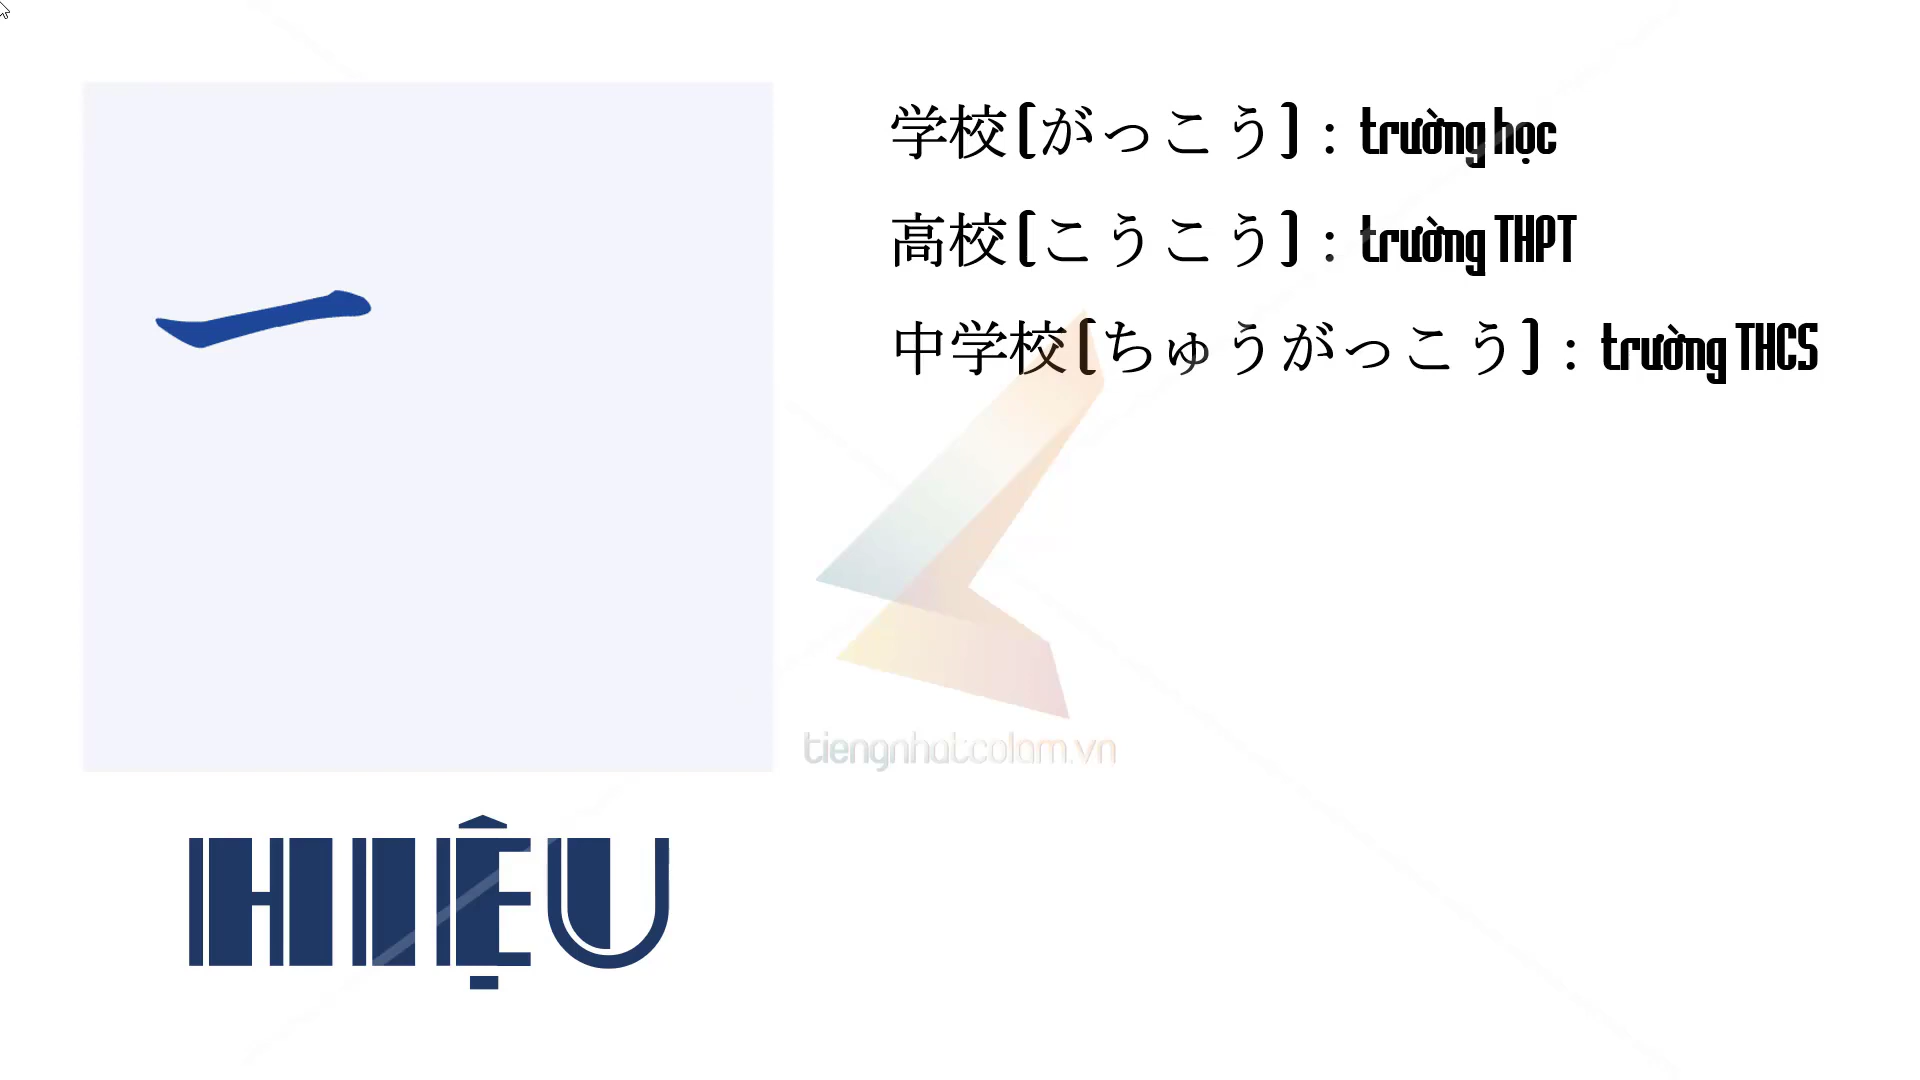 学校(がっこう) : trường học
高校(こうこう) : trường THPT
中学校(ちゅうがっこう) : trường THCS
tiengnhatcolam.vn
HIỆU